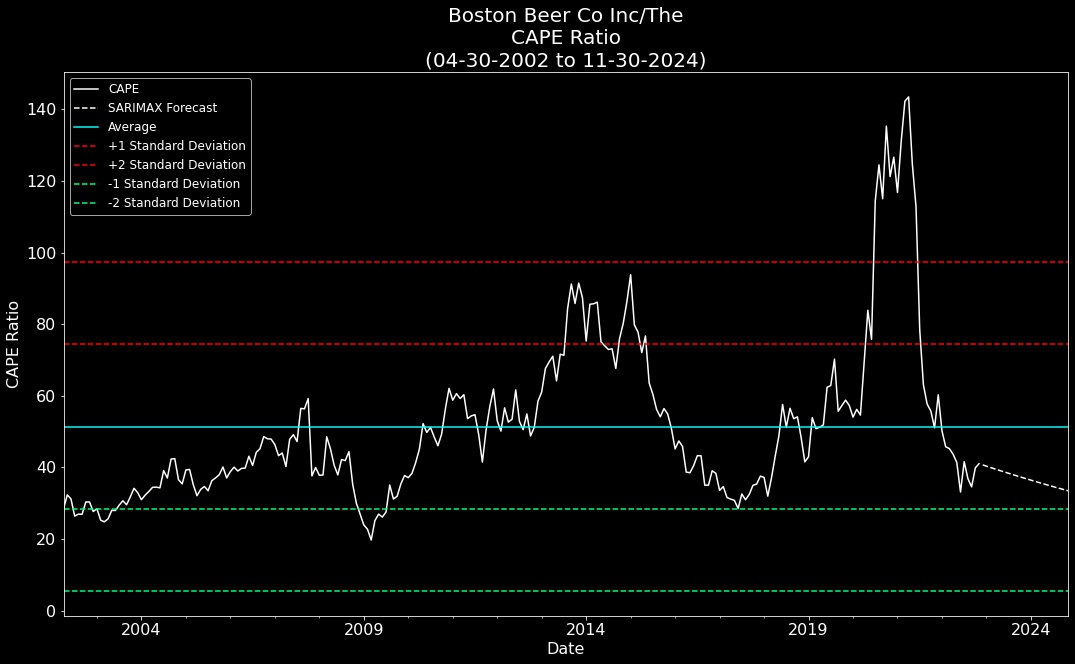 Boston Beer Co Inc/The
CAPE Ratio
(04-30-2002 to 11-30-2024)
CAPE
SARIMAX Forecast
Average
+1 Standard Deviation
+2 Standard Deviation
-1 Standard Deviation
-2 Standard Deviation
140
120
100
80
60
40
20
0
CAPE Ratio
2004 2009 2014 2019 2024
Date